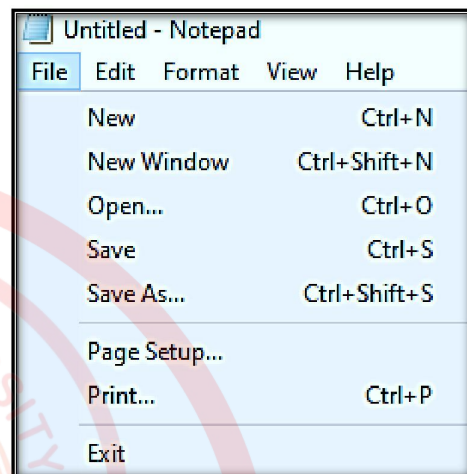 Untitled - Notepad
File Edit Format View Help
New Ctrl+N
New Window Ctrl+Shift+N
Open... Ctrl+O
Save Ctrl+S
Save As... Ctrl+Shift+S
Page Setup...
Print... Ctrl+P
Exit